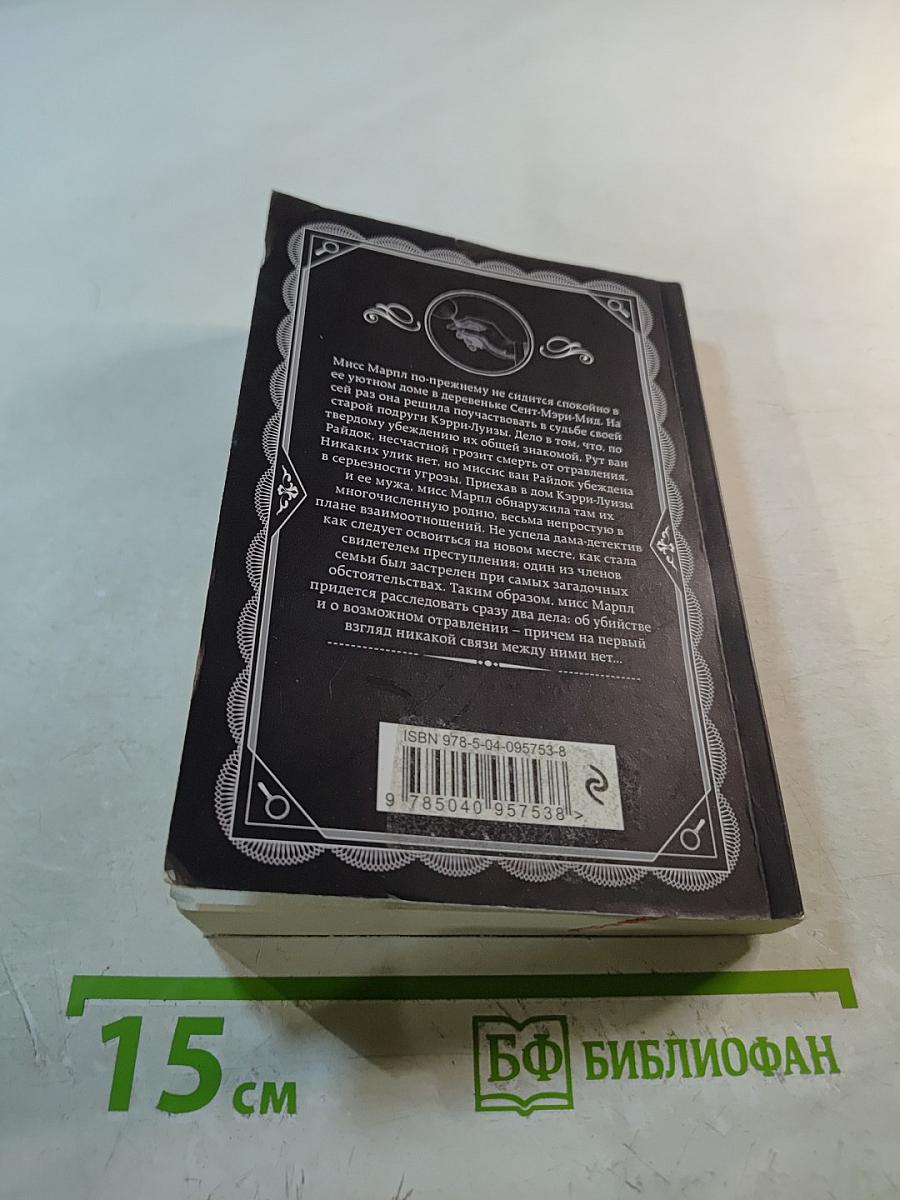 Мисс Марпл по-прежнему не сидится спокойно в
ее уютном доме в деревеньке Сент-Мэри-Мид. На
сей раз она решила поучаствовать в судьбе своей
старой подруги Кэрри-Луизы. Дело в том, что, по
твердому убеждению их общей знакомой, Рут ван
Райдок, несчастной грозит смерть от отравления.
Никаких улик нет, но миссис ван Райдок убеждена
в серьезности угрозы. Приехав в дом Кэрри-Луизы
и ее мужа, мисс Марпл обнаружила там их
многочисленную родню, весьма непростую в
плане взаимоотношений. Не успела дама-детектив
как следует освоиться на новом месте, как стала
свидетелем преступления: один из членов
семьи был застрелен при самых загадочных
обстоятельствах. Таким образом, мисс Марпл
придется расследовать сразу два дела: об убийстве
и о возможном отравлении – причем на первый
взгляд никакой связи между ними нет...
ISBN 978-5-04-095753-8
9 785040 957538 >
15 см
БФ БИБЛИОФАН